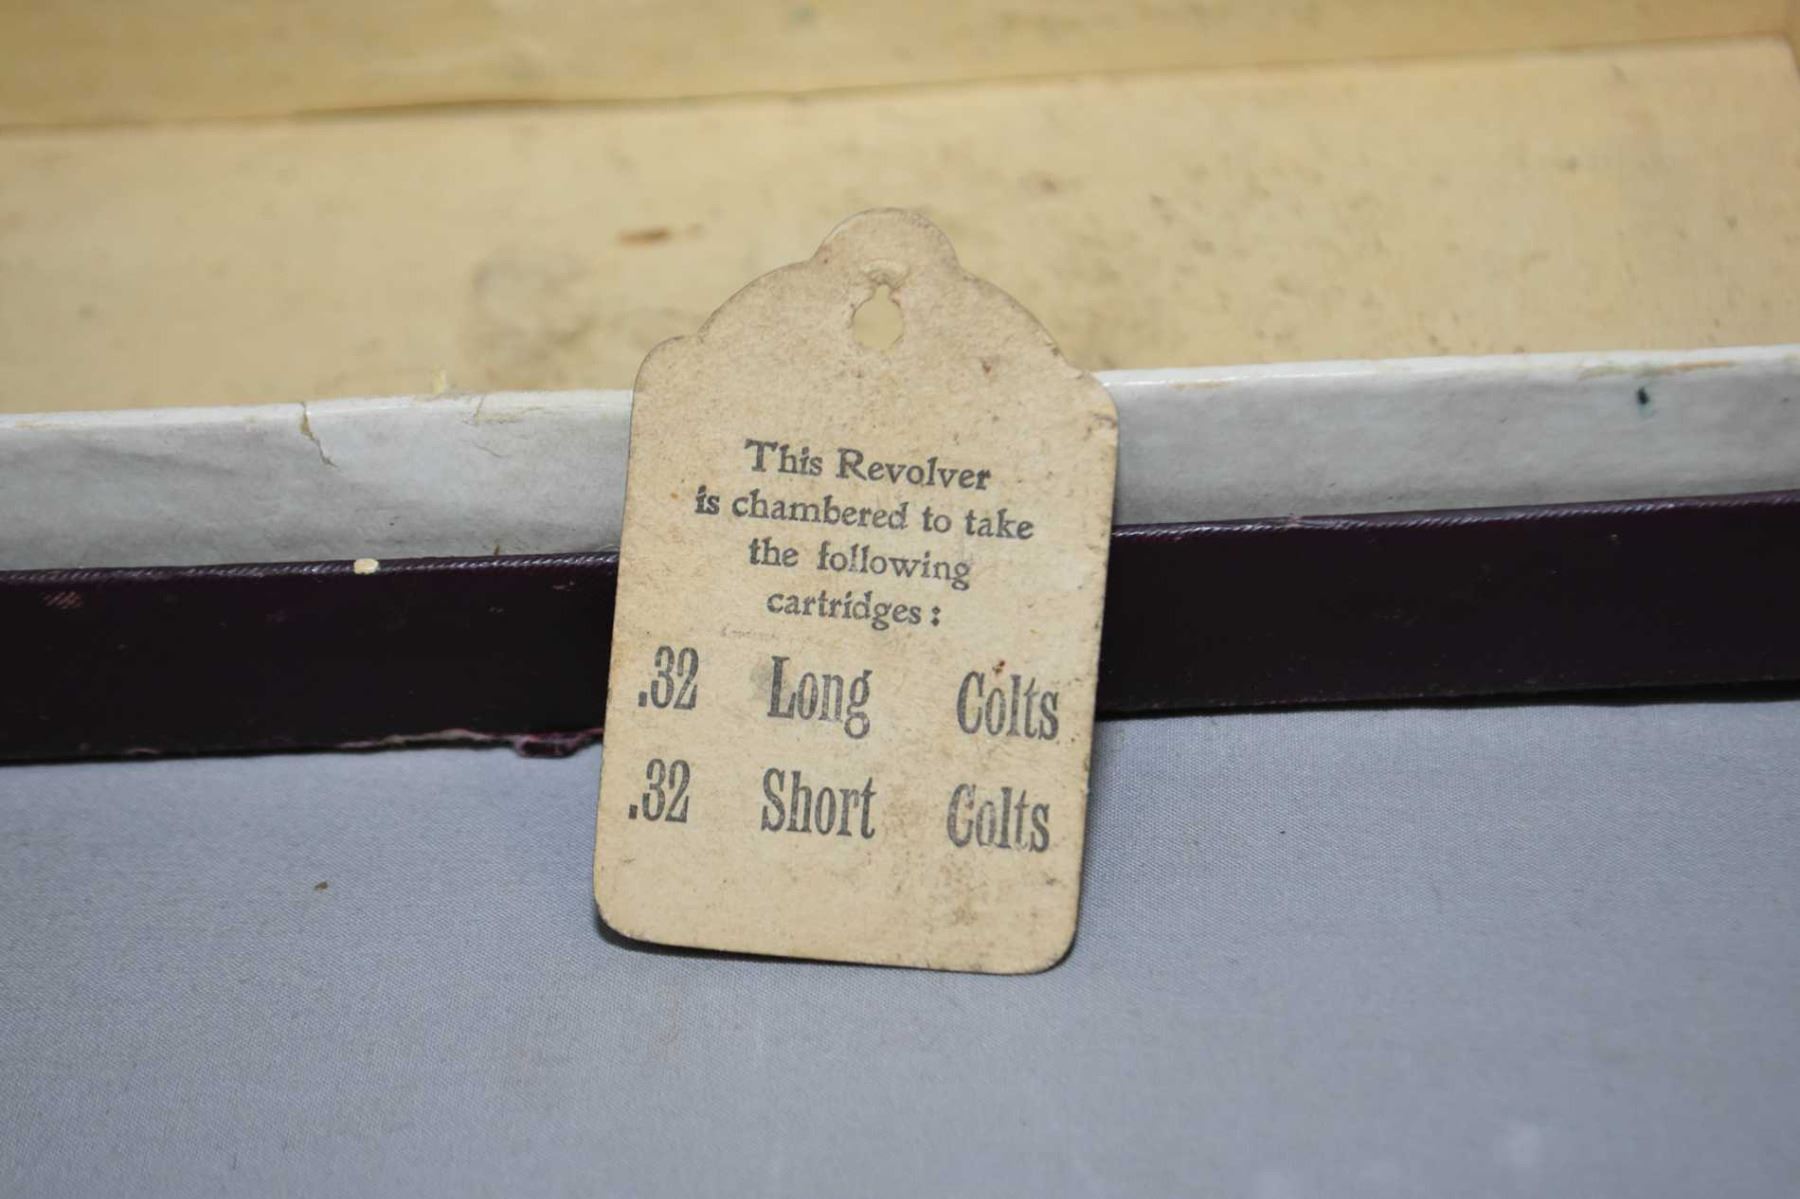 This Revolver
is chambered to take
the following
cartridges:
.32 Long Colts
.32 Short Colts